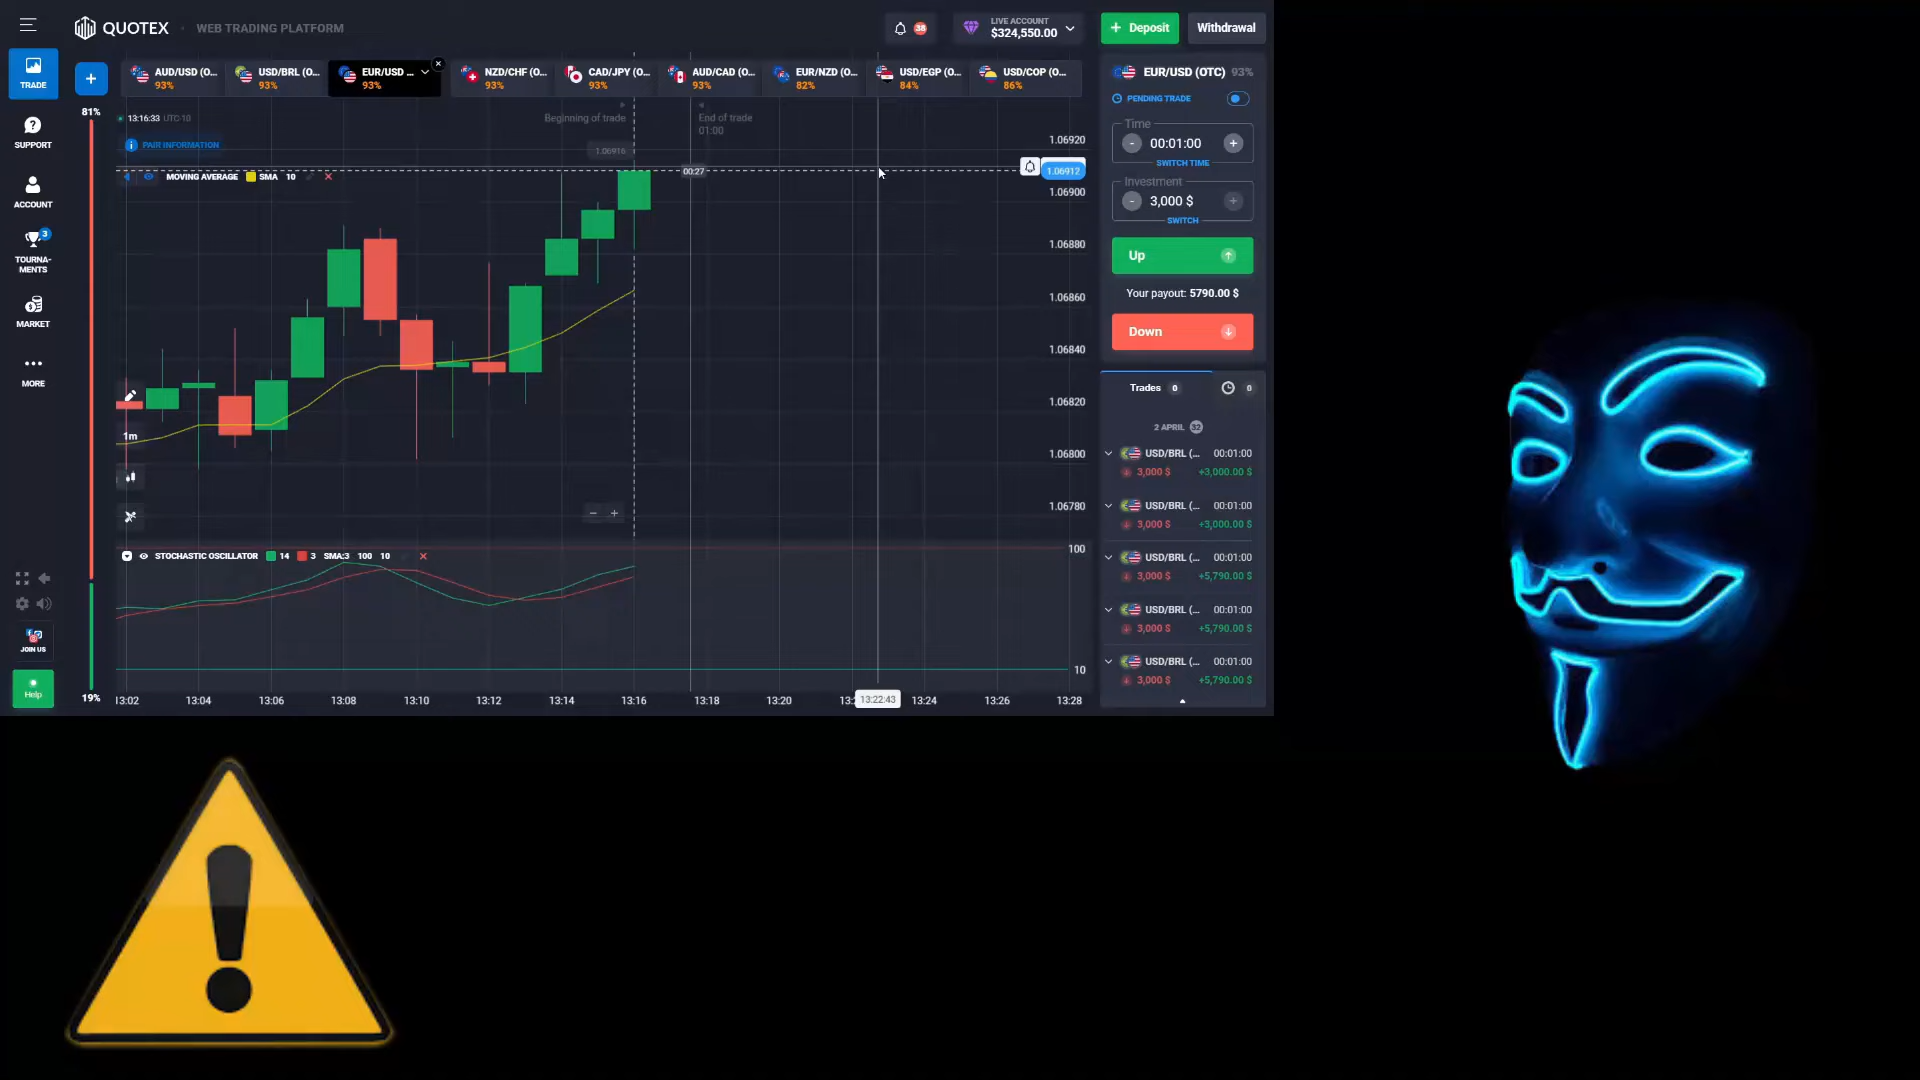 QUOTEX
WEB TRADING PLATFORM
38
LIVE ACCOUNT
$324,550.00
+ Deposit
Withdrawal
TRADE
+
AUD/USD (O...
93%
USD/BRL (O...
93%
EUR/USD ...
93%
NZD/CHF (O...
93%
CAD/JPY (O...
93%
AUD/CAD (O...
93%
EUR/NZD (O...
82%
USD/EGP (O...
84%
USD/COP (O...
86%
SUPPORT
ACCOUNT
3
TOURNA-
MENTS
MARKET
MORE
JOIN US
Help
81%
19%
13:16:33 UTC-10
PAIR INFORMATION
MOVING AVERAGE SMA 10
Beginning of trade
End of trade
01:00
1.06916
00:27
1.06920
1.06912
1.06900
1.06880
1.06860
1.06840
1.06820
1.06800
1.06780
1m
STOCHASTIC OSCILLATOR 14 3 SMA:3 100 10
100
10
13:02 13:04 13:06 13:08 13:10 13:12 13:14 13:16 13:18 13:20 13:22:43 13:24 13:26 13:28
EUR/USD (OTC) 93%
PENDING TRADE
Time
- 00:01:00 +
SWITCH TIME
Investment
- 3,000 $ +
SWITCH
Up
Your payout: 5790.00 $
Down
Trades 0
0
2 APRIL 32
USD/BRL (... 00:01:00
3,000 $ +3,000.00 $
USD/BRL (... 00:01:00
3,000 $ +3,000.00 $
USD/BRL (... 00:01:00
3,000 $ +5,790.00 $
USD/BRL (... 00:01:00
3,000 $ +5,790.00 $
USD/BRL (... 00:01:00
3,000 $ +5,790.00 $